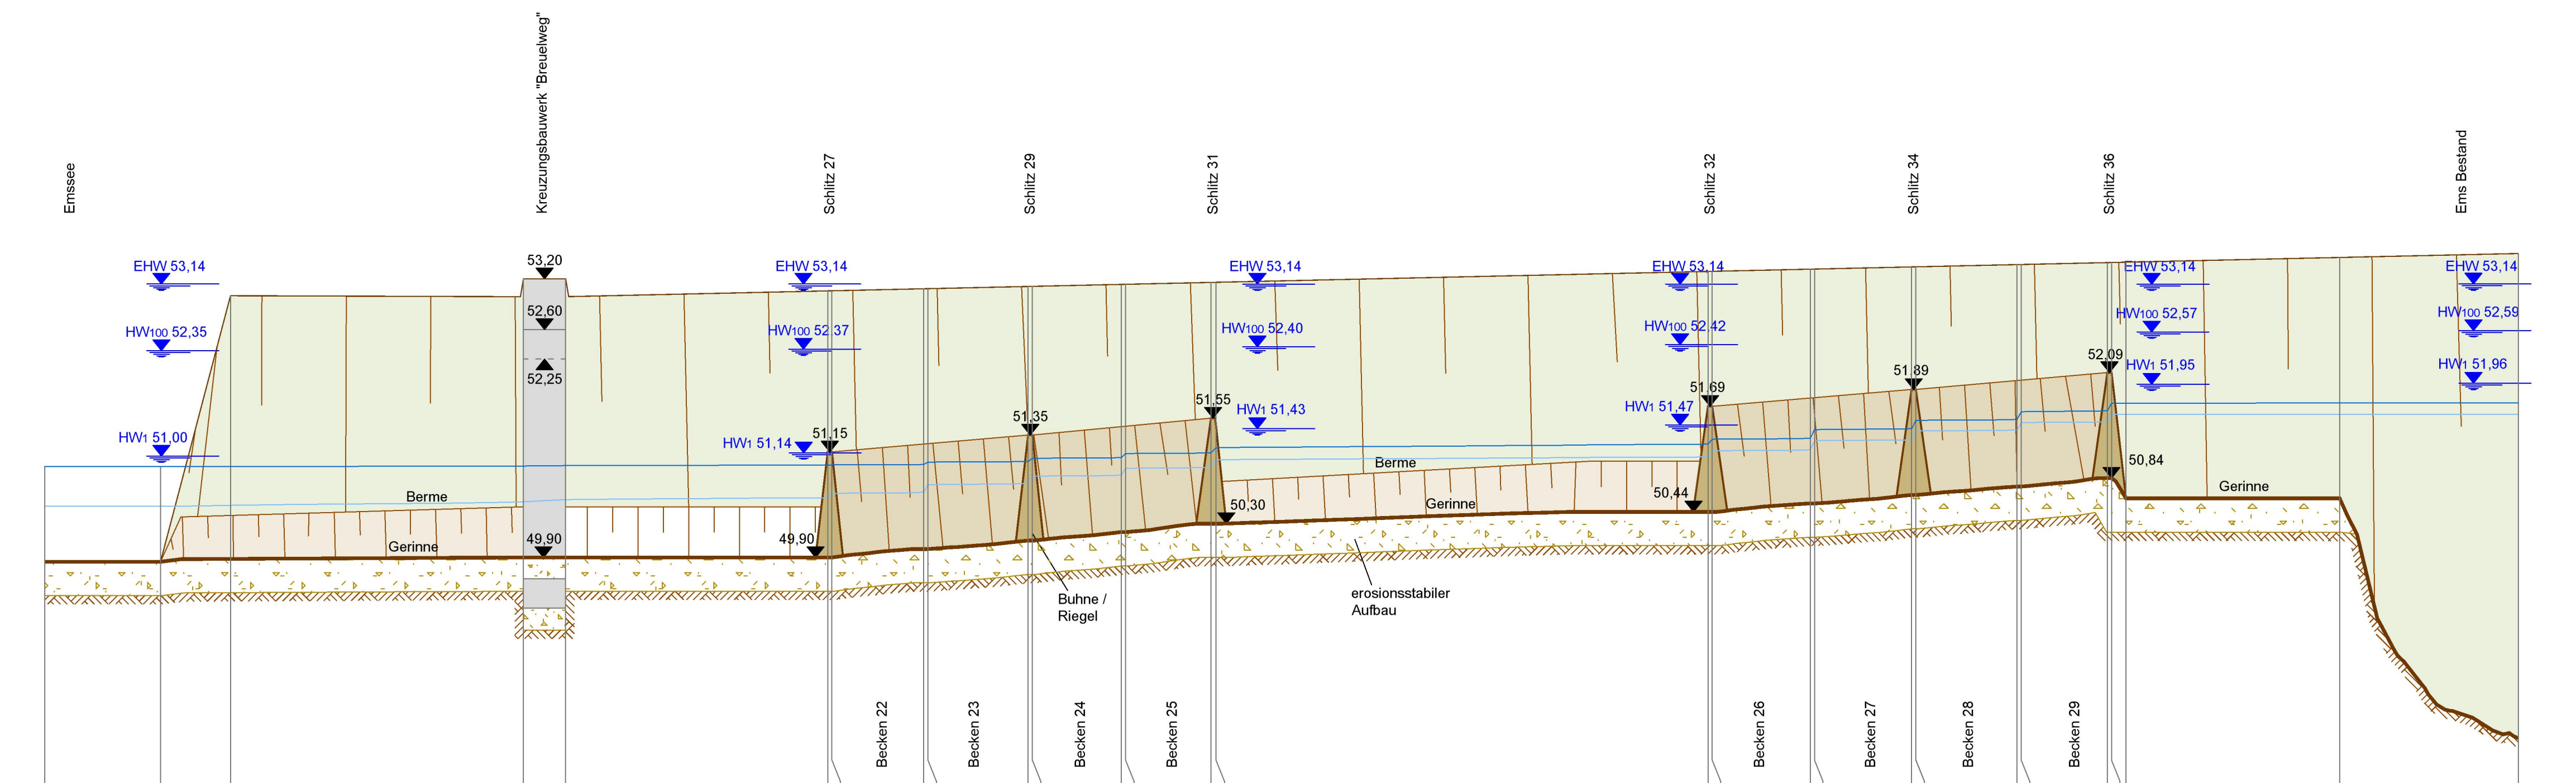 Emssee
Kreuzungsbauwerk "Breuelweg"
Schlitz 27
Schlitz 29
Schlitz 31
Schlitz 32
Schlitz 34
Schlitz 36
Ems Bestand
EHW 53,14
53,20
EHW 53,14
EHW 53,14
EHW 53,14
EHW 53,14
EHW 53,14
HW100 52,35
52,60
HW100 52,37
HW100 52,40
HW100 52,42
HW100 52,57
HW100 52,59
52,25
51,69
51,89
52,09
HW1 51,95
HW1 51,96
HW1 51,00
HW1 51,14
51,15
51,35
51,55
HW1 51,43
HW1 51,47
Berme
Berme
50,84
Gerinne
50,30
Gerinne
50,44
Gerinne
49,90
49,90
Buhne /
Riegel
erosionsstabiler
Aufbau
Becken 22
Becken 23
Becken 24
Becken 25
Becken 26
Becken 27
Becken 28
Becken 29